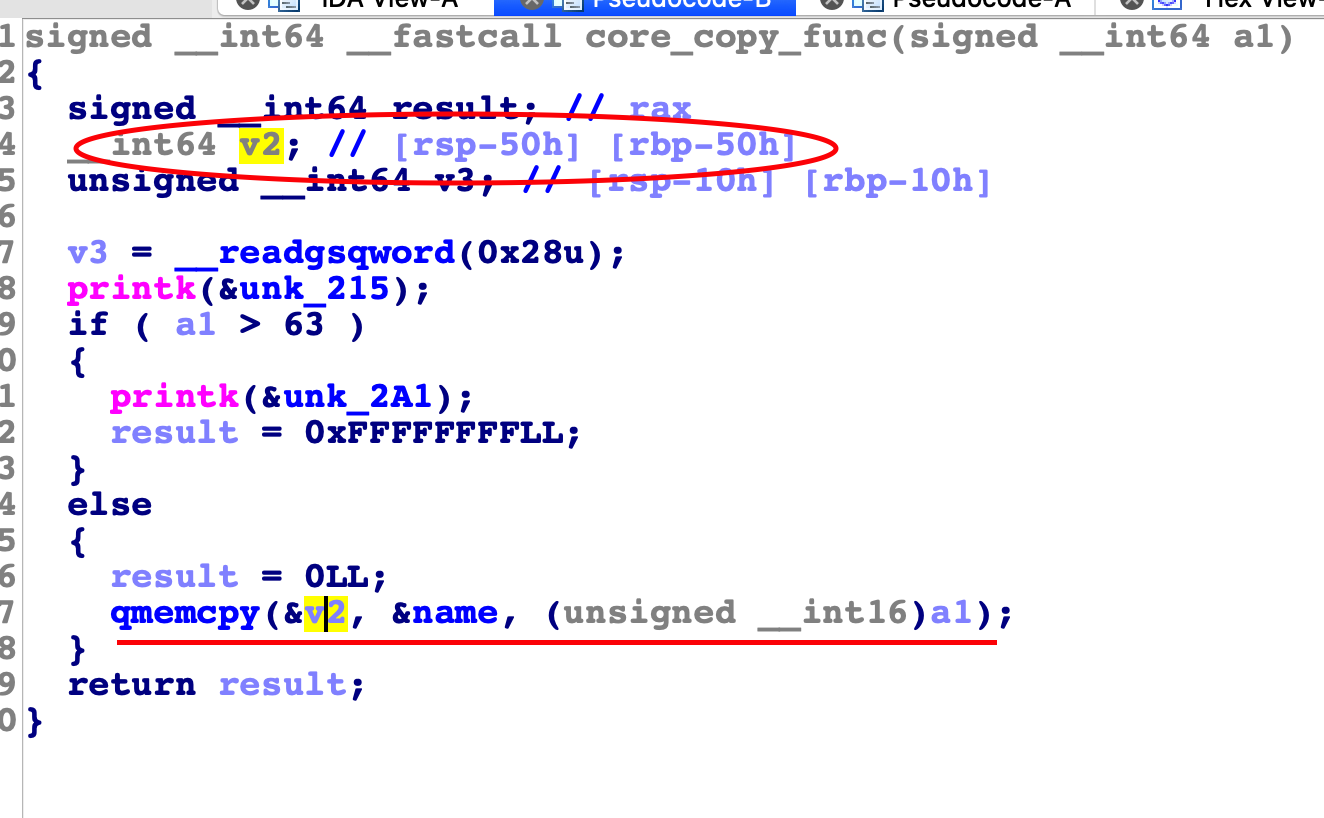 IDA View-A Pseudocode-B Pseudocode-A Hex View-
1 signed __int64 __fastcall core_copy_func(signed __int64 a1)
2 {
3 signed __int64 result; // rax
4 __int64 v2; // [rsp-50h] [rbp-50h]
5 unsigned __int64 v3; // [rsp-10h] [rbp-10h]
6
7 v3 = __readgsqword(0x28u);
8 printk(&unk_215);
9 if ( a1 > 63 )
0 {
1 printk(&unk_2A1);
2 result = 0xFFFFFFFFLL;
3 }
4 else
5 {
6 result = 0LL;
7 qmemcpy(&v2, &name, (unsigned __int16)a1);
8 }
9 return result;
0 }